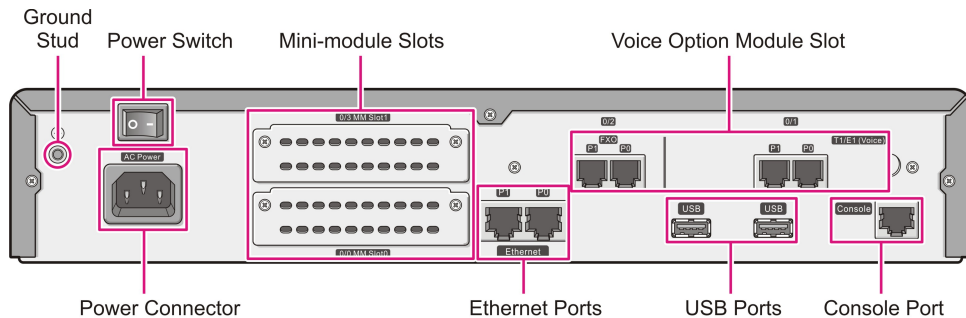 Ground
Stud
Power Switch
Mini-module Slots
Voice Option Module Slot
0/3 MM Slot1
0/2
0/1
FXO
T1/E1 (Voice)
P1
P0
P1
P0
AC Power
P1
P0
USB
USB
Console
Ethernet
0/0 MM Slot0
Power Connector
Ethernet Ports
USB Ports
Console Port